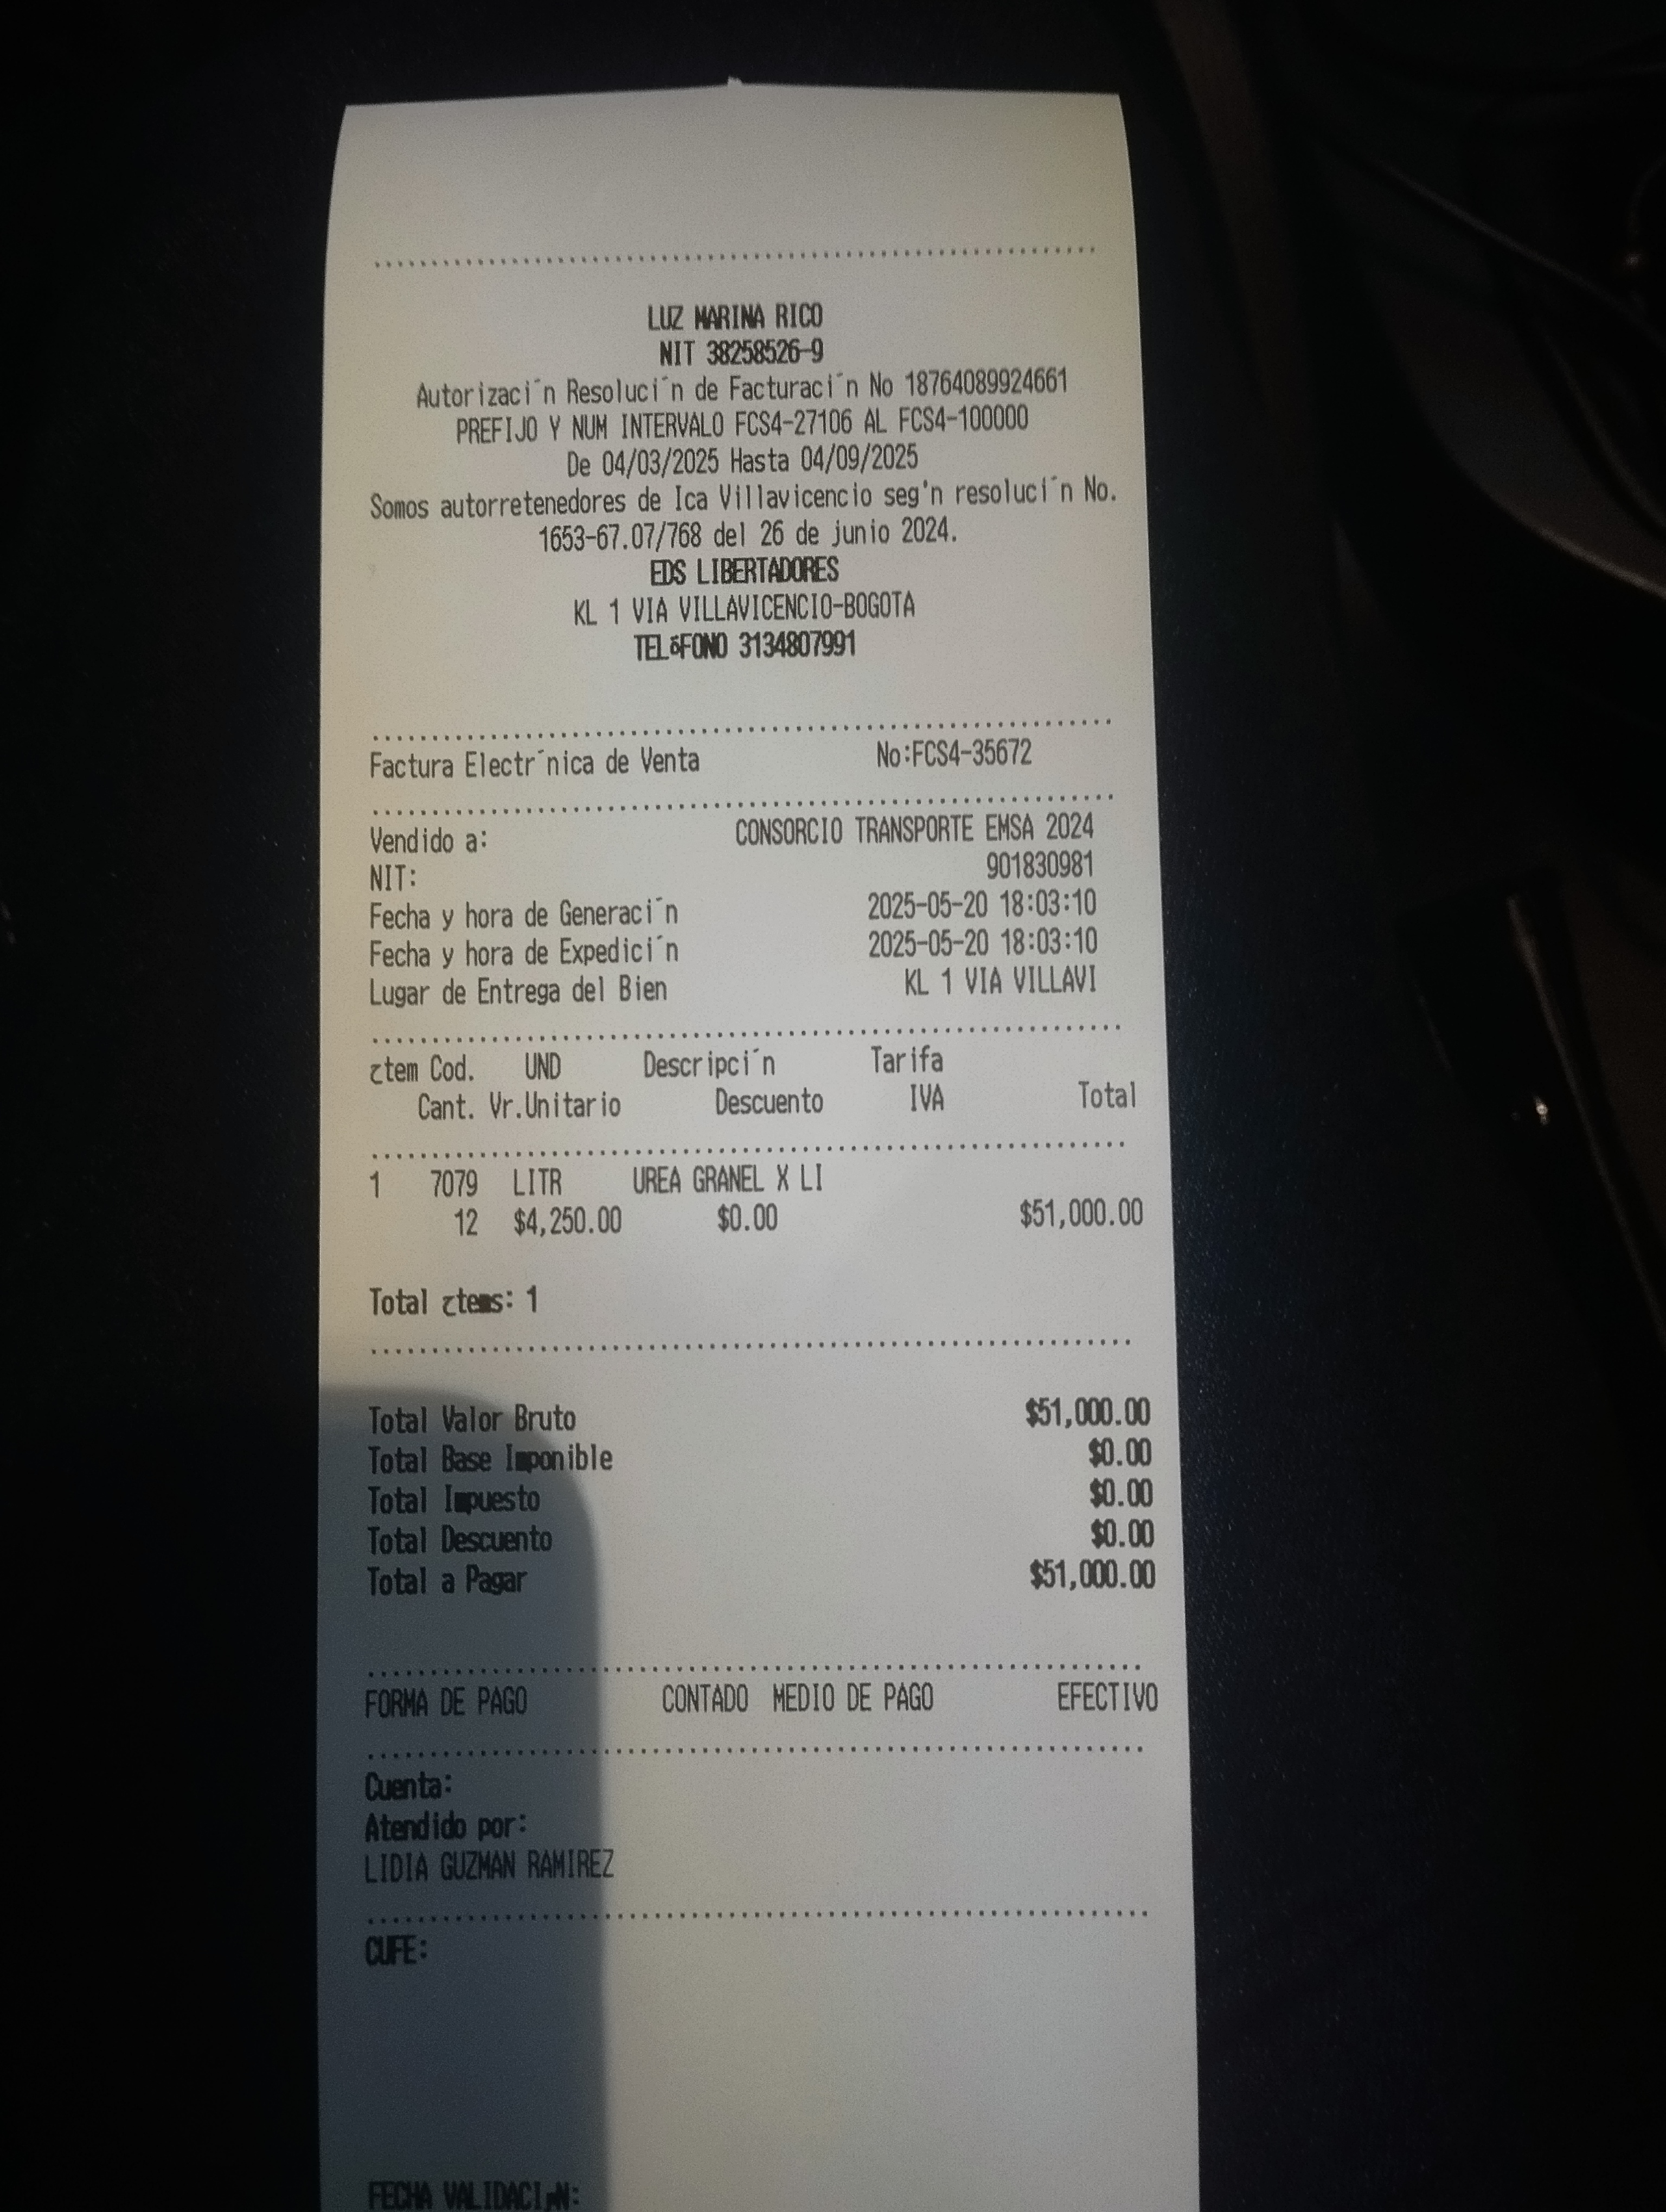 LUZ MARINA RICO
NIT 38258526-9
Autorizaci´n Resoluci´n de Facturaci´n No 18764089924661
PREFIJO Y NUM INTERVALO FCS4-27106 AL FCS4-100000
De 04/03/2025 Hasta 04/09/2025
Somos autorretenedores de Ica Villavicencio seg'n resoluci´n No.
1653-67.07/768 del 26 de junio 2024.
EDS LIBERTADORES
KL 1 VIA VILLAVICENCIO-BOGOTA
TELõFONO 3134807991
Factura Electr´nica de Venta No:FCS4-35672
Vendido a: CONSORCIO TRANSPORTE EMSA 2024
NIT: 901830981
Fecha y hora de Generaci´n 2025-05-20 18:03:10
Fecha y hora de Expedici´n 2025-05-20 18:03:10
Lugar de Entrega del Bien KL 1 VIA VILLAVI
טtem Cod. UND Descripci´n Tarifa
Cant. Vr.Unitario Descuento IVA Total
1 7079 LITR UREA GRANEL X LI
12 $4,250.00 $0.00 $51,000.00
Total טtems: 1
Total Valor Bruto $51,000.00
Total Base Imponible $0.00
Total Impuesto $0.00
Total Descuento $0.00
Total a Pagar $51,000.00
FORMA DE PAGO CONTADO MEDIO DE PAGO EFECTIVO
Cuenta:
Atendido por:
LIDIA GUZMAN RAMIREZ
CUFE:
FECHA VALIDACI₧N: